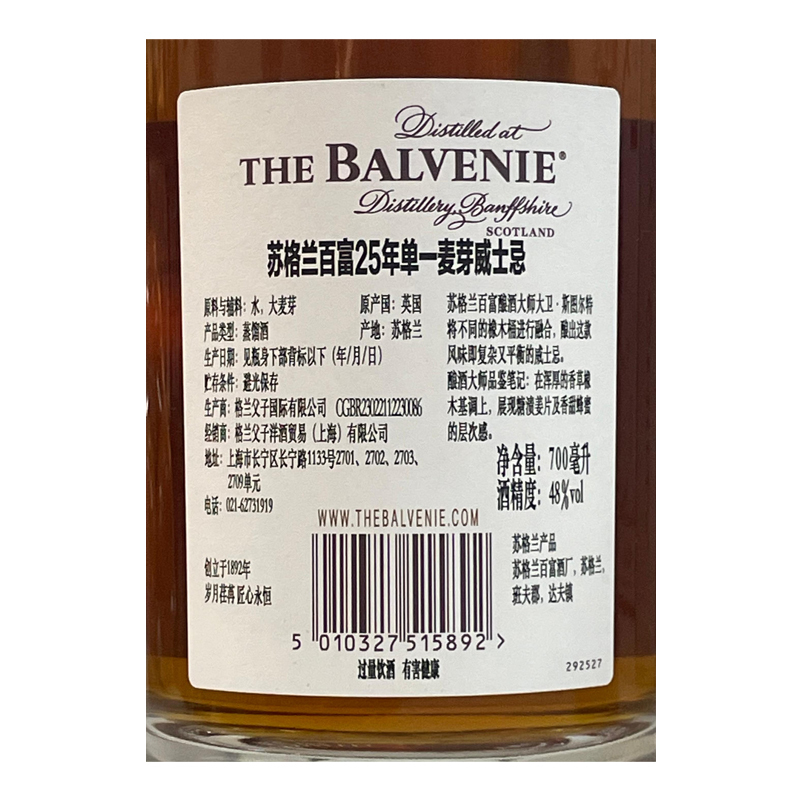 Distilled at
THE BALVENIE®
Distillery, Banffshire
SCOTLAND
苏格兰百富25年单一麦芽威士忌
原料与辅料：水，大麦芽 原产国：英国
产品类型：蒸馏酒 产地：苏格兰
生产日期：见瓶身下部背标以下（年/月/日）
贮存条件：避光保存
生产商：格兰父子国际有限公司 CGBR23022112230086
经销商：格兰父子洋酒贸易（上海）有限公司
地址：上海市长宁区长宁路1133号2701、2702、2703、
2709单元
电话：021-62731919
苏格兰百富酿酒大师大卫·斯图尔特
将不同的橡木桶进行融合，酿出这款
风味即复杂又平衡的威士忌。
酿酒大师品鉴笔记：在浑厚的香草橡
木基调上，展现糖渍姜片及香甜蜂蜜
的层次感。
净含量：700毫升
酒精度：48%vol
WWW.THEBALVENIE.COM
创立于1892年
岁月荏苒 匠心永恒
苏格兰产品
苏格兰百富酒厂，苏格兰，
班夫郡，达夫镇
5 010327 515892 >
过量饮酒 有害健康
292527